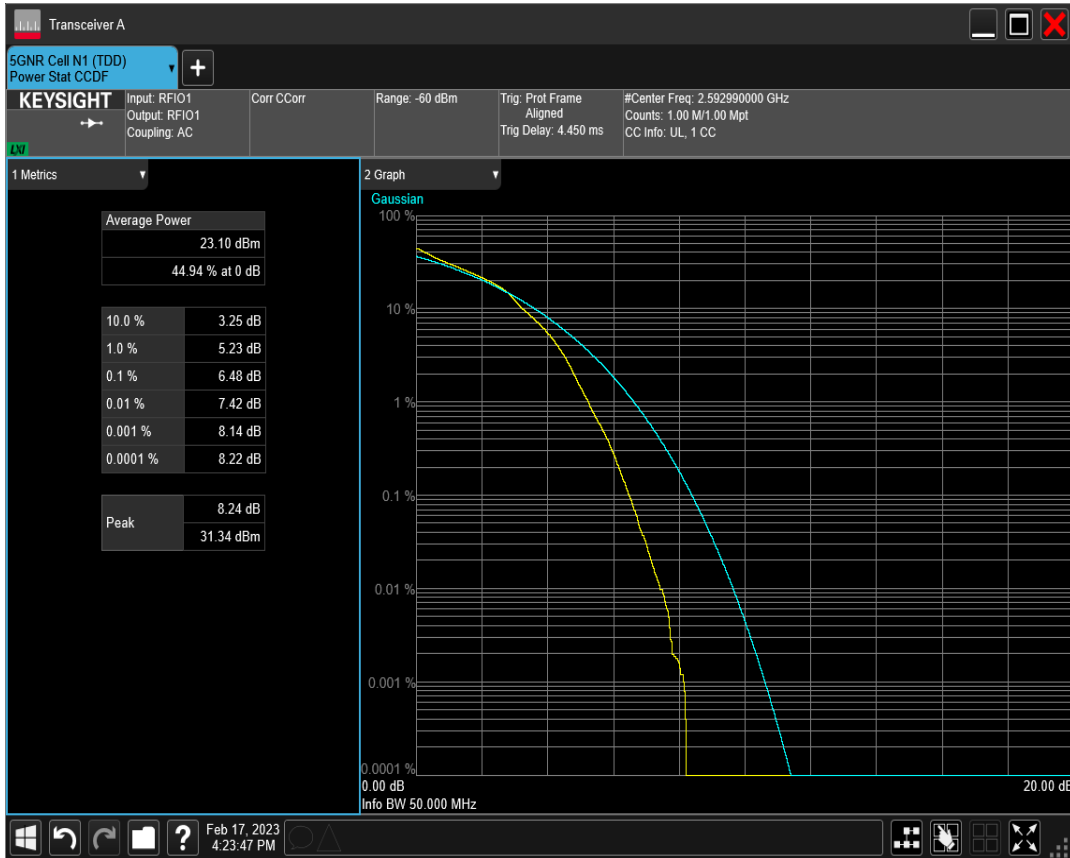 Transceiver A
5GNR Cell N1 (TDD)
Power Stat CCDF
+
KEYSIGHT
LXI
Input: RFIO1
Output: RFIO1
Coupling: AC
Corr CCorr
Range: -60 dBm
Trig: Prot Frame
Aligned
Trig Delay: 4.450 ms
#Center Freq: 2.592990000 GHz
Counts: 1.00 M/1.00 Mpt
CC Info: UL, 1 CC
1 Metrics
Average Power
23.10 dBm
44.94 % at 0 dB
10.0 % 3.25 dB
1.0 % 5.23 dB
0.1 % 6.48 dB
0.01 % 7.42 dB
0.001 % 8.14 dB
0.0001 % 8.22 dB
Peak 8.24 dB
31.34 dBm
2 Graph
Gaussian
100 %
10 %
1 %
0.1 %
0.01 %
0.001 %
0.0001 %
0.00 dB 20.00 dB
Info BW 50.000 MHz
?
Feb 17, 2023
4:23:47 PM